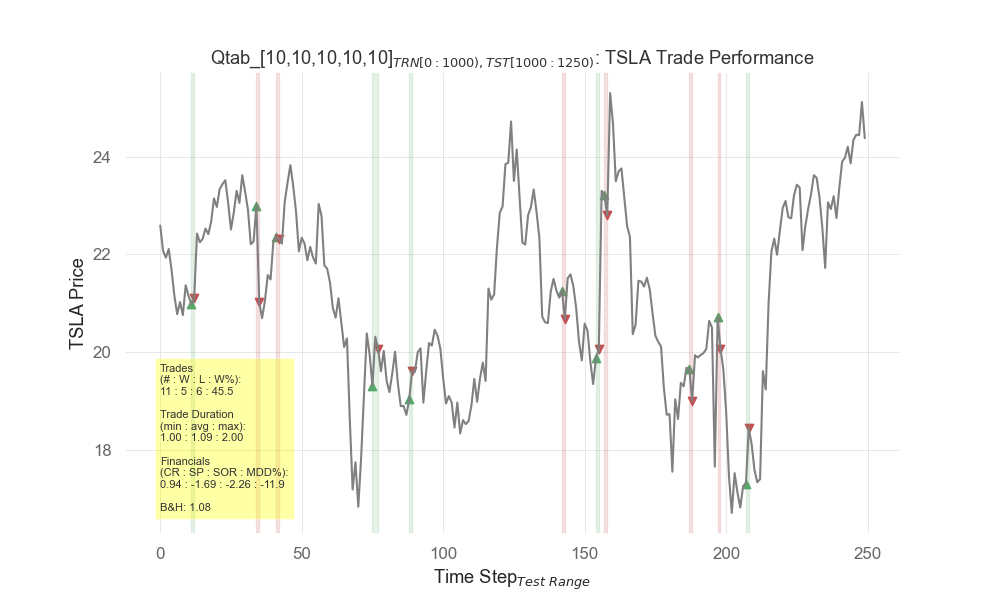 Qtab_[10,10,10,10,10]TRN[0 : 1000), TST[1000 : 1250): TSLA Trade Performance
TSLA Price
24
22
20
18
Trades
(# : W : L : W%):
11 : 5 : 6 : 45.5
Trade Duration
(min : avg : max):
1.00 : 1.09 : 2.00
Financials
(CR : SP : SOR : MDD%):
0.94 : -1.69 : -2.26 : -11.9
B&H: 1.08
0 50 100 150 200 250
Time StepTest Range